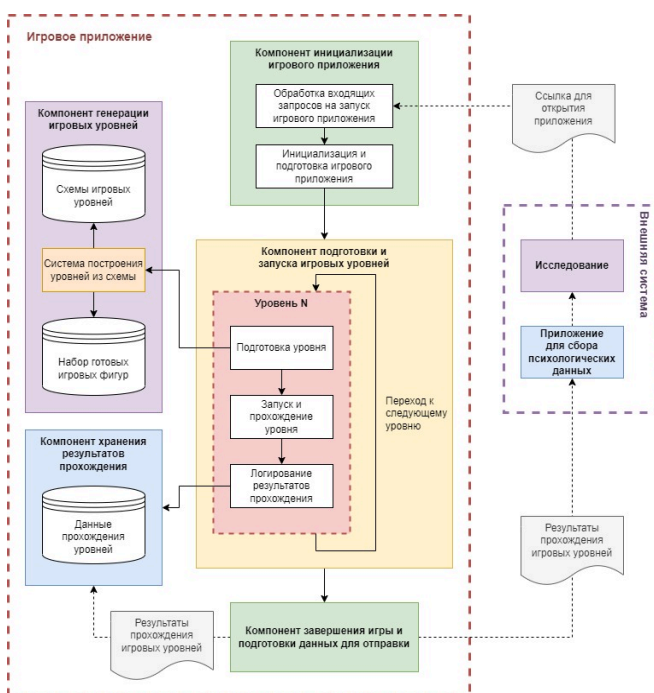 Игровое приложение
Компонент инициализации
игрового приложения
Обработка входящих
запросов на запуск
игрового приложения
Инициализация и
подготовка игрового
приложения
Ссылка для
открытия
приложения
Компонент генерации
игровых уровней
Схемы игровых
уровней
Система построения
уровней из схемы
Набор готовых
игровых фигур
Компонент подготовки и
запуска игровых уровней
Уровень N
Подготовка уровня
Запуск и
прохождение
уровня
Логирование
результатов
прохождения
Переход к
следующему
уровню
Внешняя система
Исследование
Приложение
для сбора
психологических
данных
Компонент хранения
результатов
прохождения
Данные
прохождения
уровней
Результаты
прохождения
игровых уровней
Результаты
прохождения
игровых уровней
Компонент завершения игры и
подготовки данных для отправки